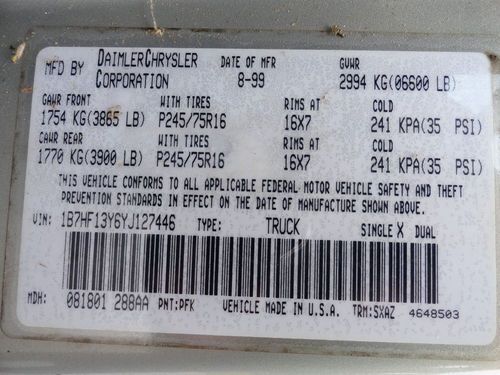 MFD BY DAIMLERCHRYSLER CORPORATION DATE OF MFR 8-99 GVWR 2994 KG(06600 LB)
GAWR FRONT WITH TIRES RIMS AT COLD
1754 KG(3865 LB) P245/75R16 16X7 241 KPA(35 PSI)
GAWR REAR WITH TIRES RIMS AT COLD
1770 KG(3900 LB) P245/75R16 16X7 241 KPA(35 PSI)
THIS VEHICLE CONFORMS TO ALL APPLICABLE FEDERAL MOTOR VEHICLE SAFETY AND THEFT
PREVENTION STANDARDS IN EFFECT ON THE DATE OF MANUFACTURE SHOWN ABOVE.
VIN: 1B7HF13Y6YJ127446 TYPE: TRUCK SINGLE X DUAL
MDH: 081801 288AA PNT:PFK VEHICLE MADE IN U.S.A. TRM:SXAZ 4648503